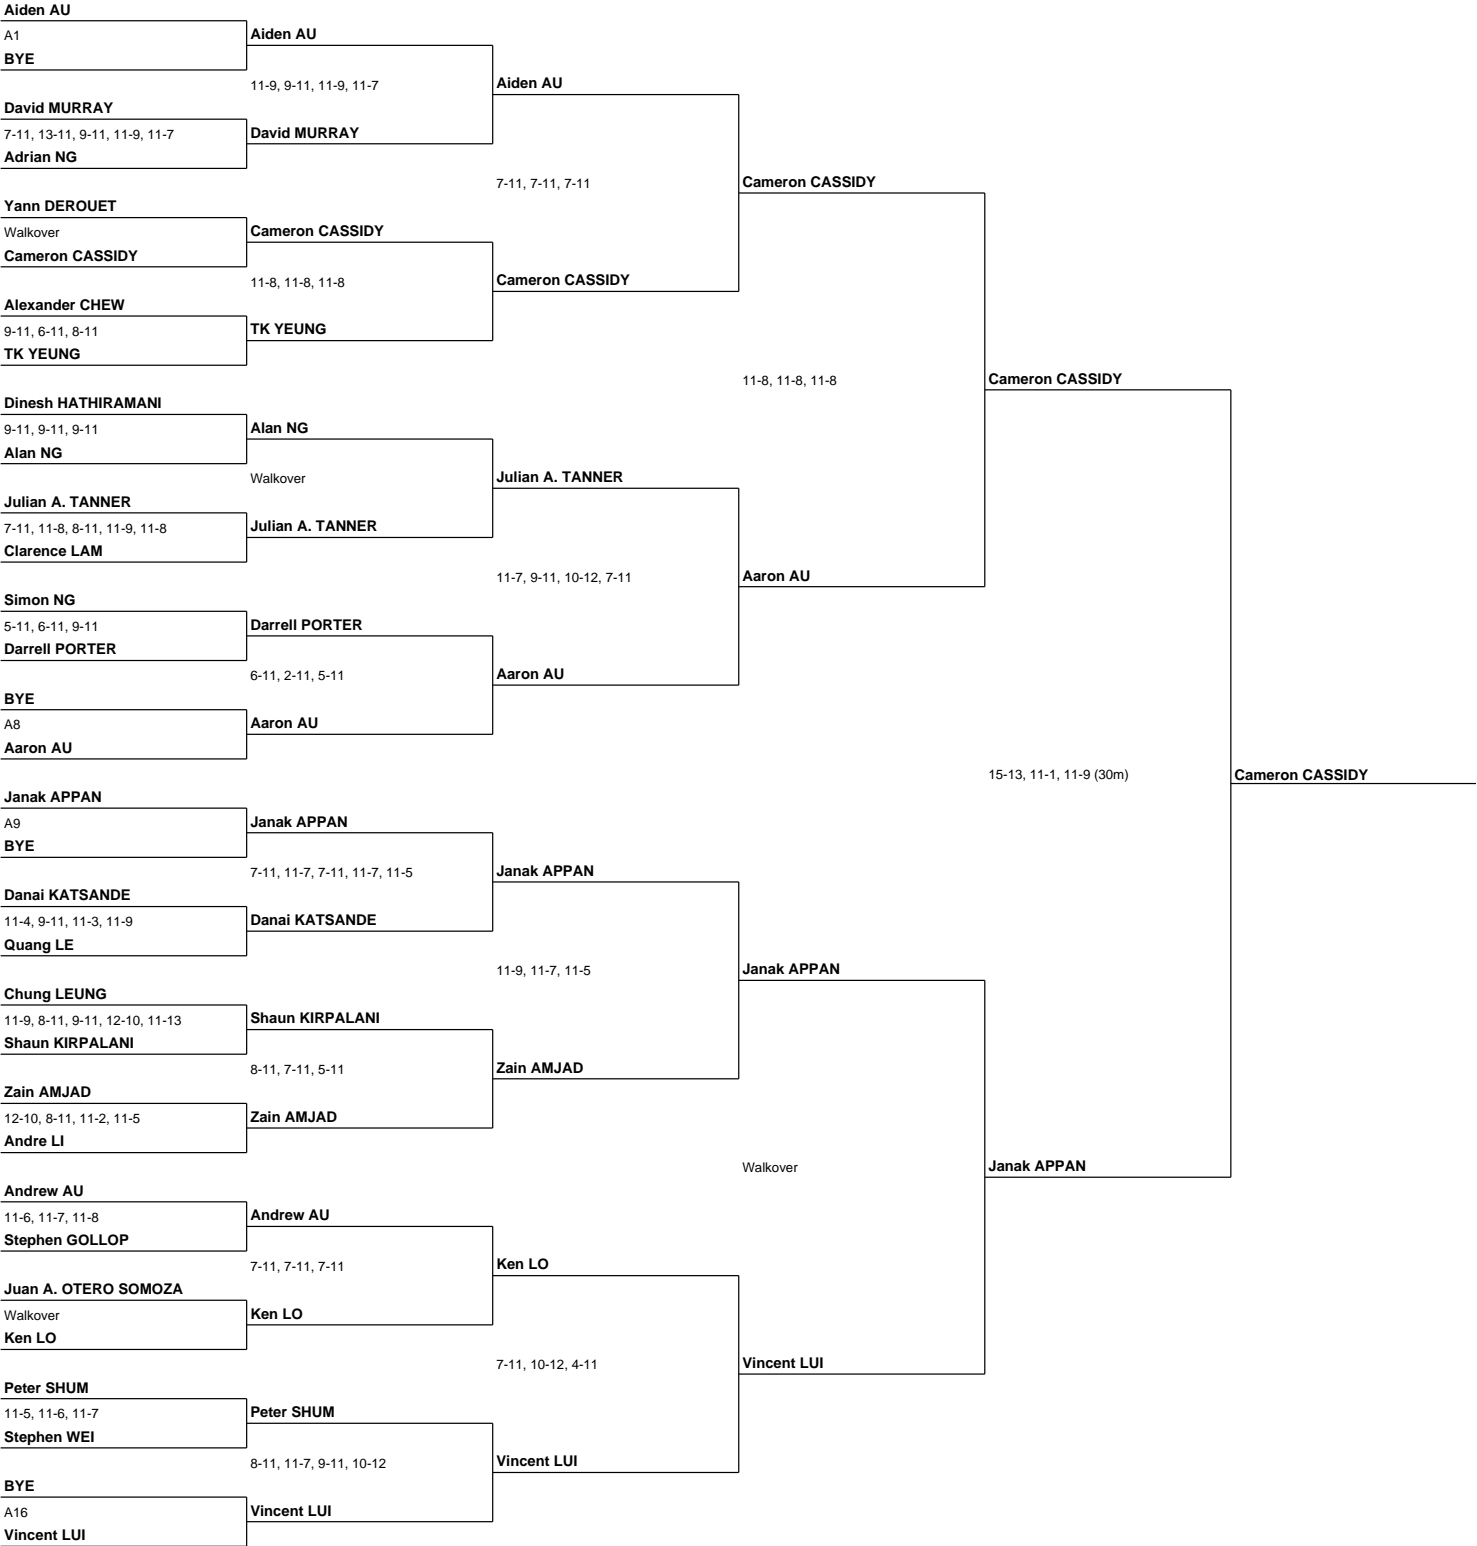 Aiden AU
A1
BYE
David MURRAY
7-11, 13-11, 9-11, 11-9, 11-7
Adrian NG
Yann DEROUET
Walkover
Cameron CASSIDY
Alexander CHEW
9-11, 6-11, 8-11
TK YEUNG
Dinesh HATHIRAMANI
9-11, 9-11, 9-11
Alan NG
Julian A. TANNER
7-11, 11-8, 8-11, 11-9, 11-8
Clarence LAM
Simon NG
5-11, 6-11, 9-11
Darrell PORTER
BYE
A8
Aaron AU
Janak APPAN
A9
BYE
Danai KATSANDE
11-4, 9-11, 11-3, 11-9
Quang LE
Chung LEUNG
11-9, 8-11, 9-11, 12-10, 11-13
Shaun KIRPALANI
Zain AMJAD
12-10, 8-11, 11-2, 11-5
Andre LI
Andrew AU
11-6, 11-7, 11-8
Stephen GOLLOP
Juan A. OTERO SOMOZA
Walkover
Ken LO
Peter SHUM
11-5, 11-6, 11-7
Stephen WEI
BYE
A16
Vincent LUI
Aiden AU
11-9, 9-11, 11-9, 11-7
David MURRAY
Cameron CASSIDY
11-8, 11-8, 11-8
TK YEUNG
Alan NG
Walkover
Julian A. TANNER
Darrell PORTER
6-11, 2-11, 5-11
Aaron AU
Janak APPAN
7-11, 11-7, 7-11, 11-7, 11-5
Danai KATSANDE
Shaun KIRPALANI
8-11, 7-11, 5-11
Zain AMJAD
Andrew AU
7-11, 7-11, 7-11
Ken LO
Peter SHUM
8-11, 11-7, 9-11, 10-12
Vincent LUI
Aiden AU
7-11, 7-11, 7-11
Cameron CASSIDY
Julian A. TANNER
11-7, 9-11, 10-12, 7-11
Aaron AU
Janak APPAN
11-9, 11-7, 11-5
Zain AMJAD
Ken LO
7-11, 10-12, 4-11
Vincent LUI
Cameron CASSIDY
11-8, 11-8, 11-8
Aaron AU
Janak APPAN
Walkover
Vincent LUI
Cameron CASSIDY
15-13, 11-1, 11-9 (30m)
Janak APPAN
Cameron CASSIDY